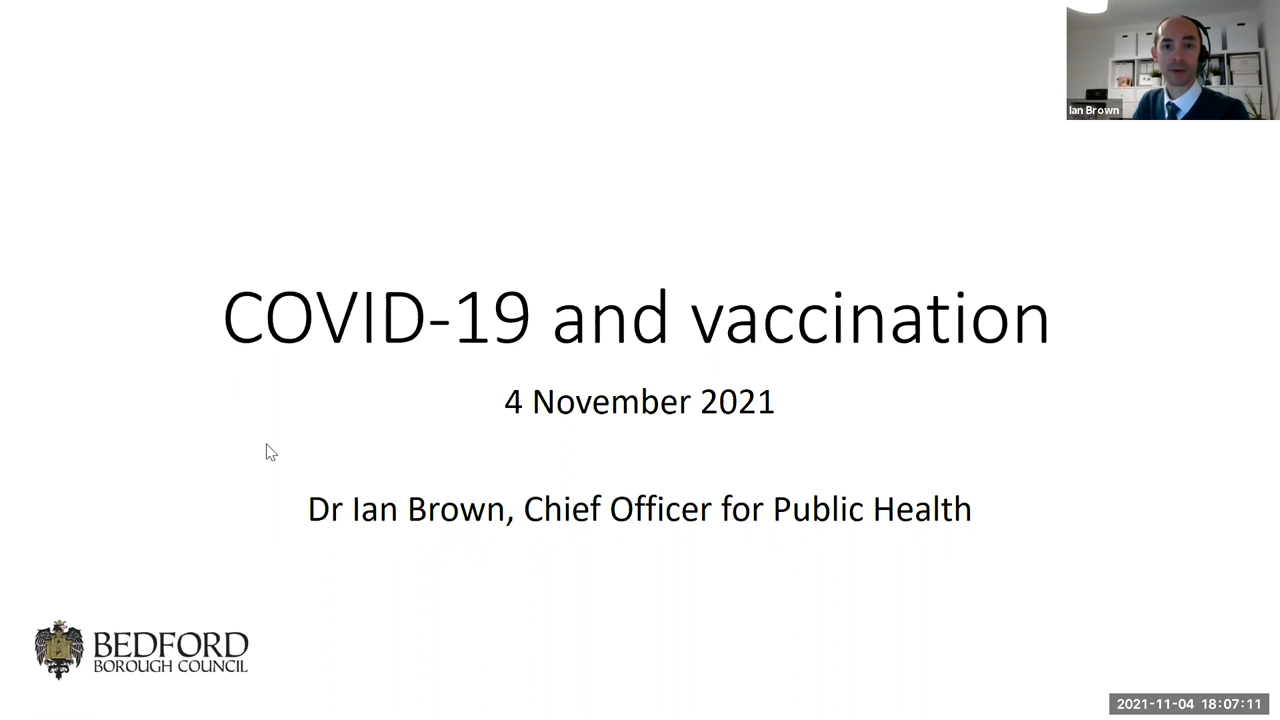 Ian Brown
COVID-19 and vaccination
4 November 2021
Dr Ian Brown, Chief Officer for Public Health
BEDFORD
BOROUGH COUNCIL
2021-11-04 18:07:11